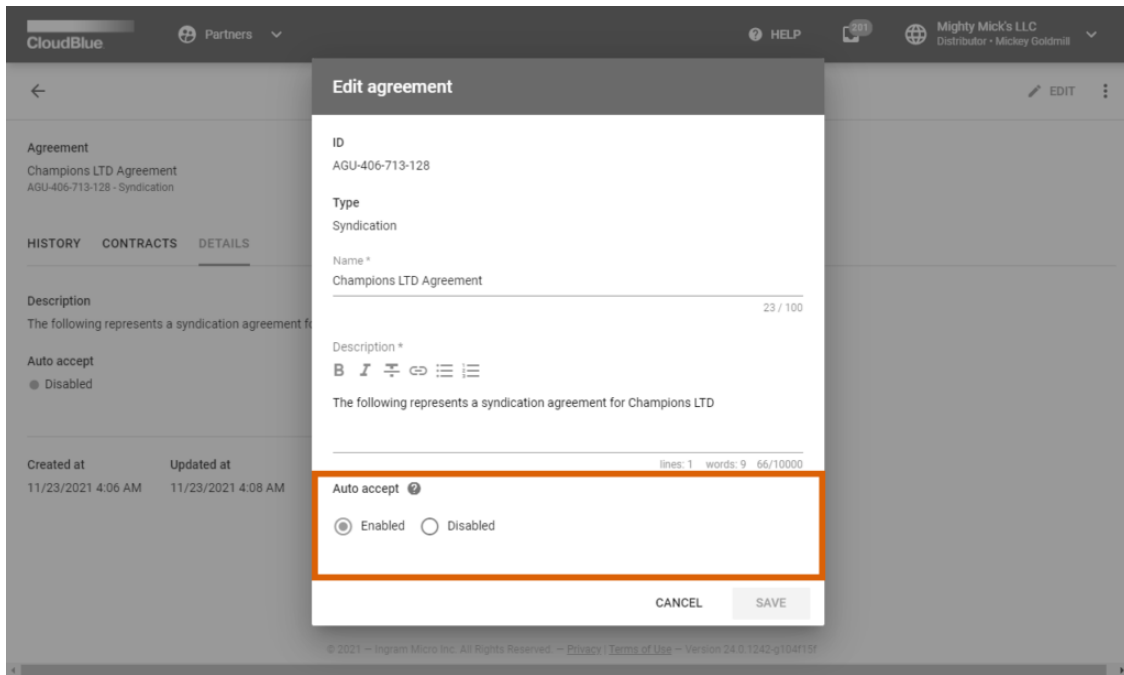 CloudBlue
Partners
HELP
201
Mighty Mick's LLC
Distributor • Mickey Goldmill
EDIT
Agreement
Champions LTD Agreement
AGU-406-713-128 - Syndication
HISTORY CONTRACTS DETAILS
Description
The following represents a syndication agreement fo
Auto accept
Disabled
Created at Updated at
11/23/2021 4:06 AM 11/23/2021 4:08 AM
Edit agreement
ID
AGU-406-713-128
Type
Syndication
Name *
Champions LTD Agreement
23 / 100
Description *
B I T
The following represents a syndication agreement for Champions LTD
lines: 1 words: 9 66/10000
Auto accept
Enabled Disabled
CANCEL SAVE
© 2021 — Ingram Micro Inc. All Rights Reserved. — Privacy | Terms of Use — Version 24.0.1242-g104f15f